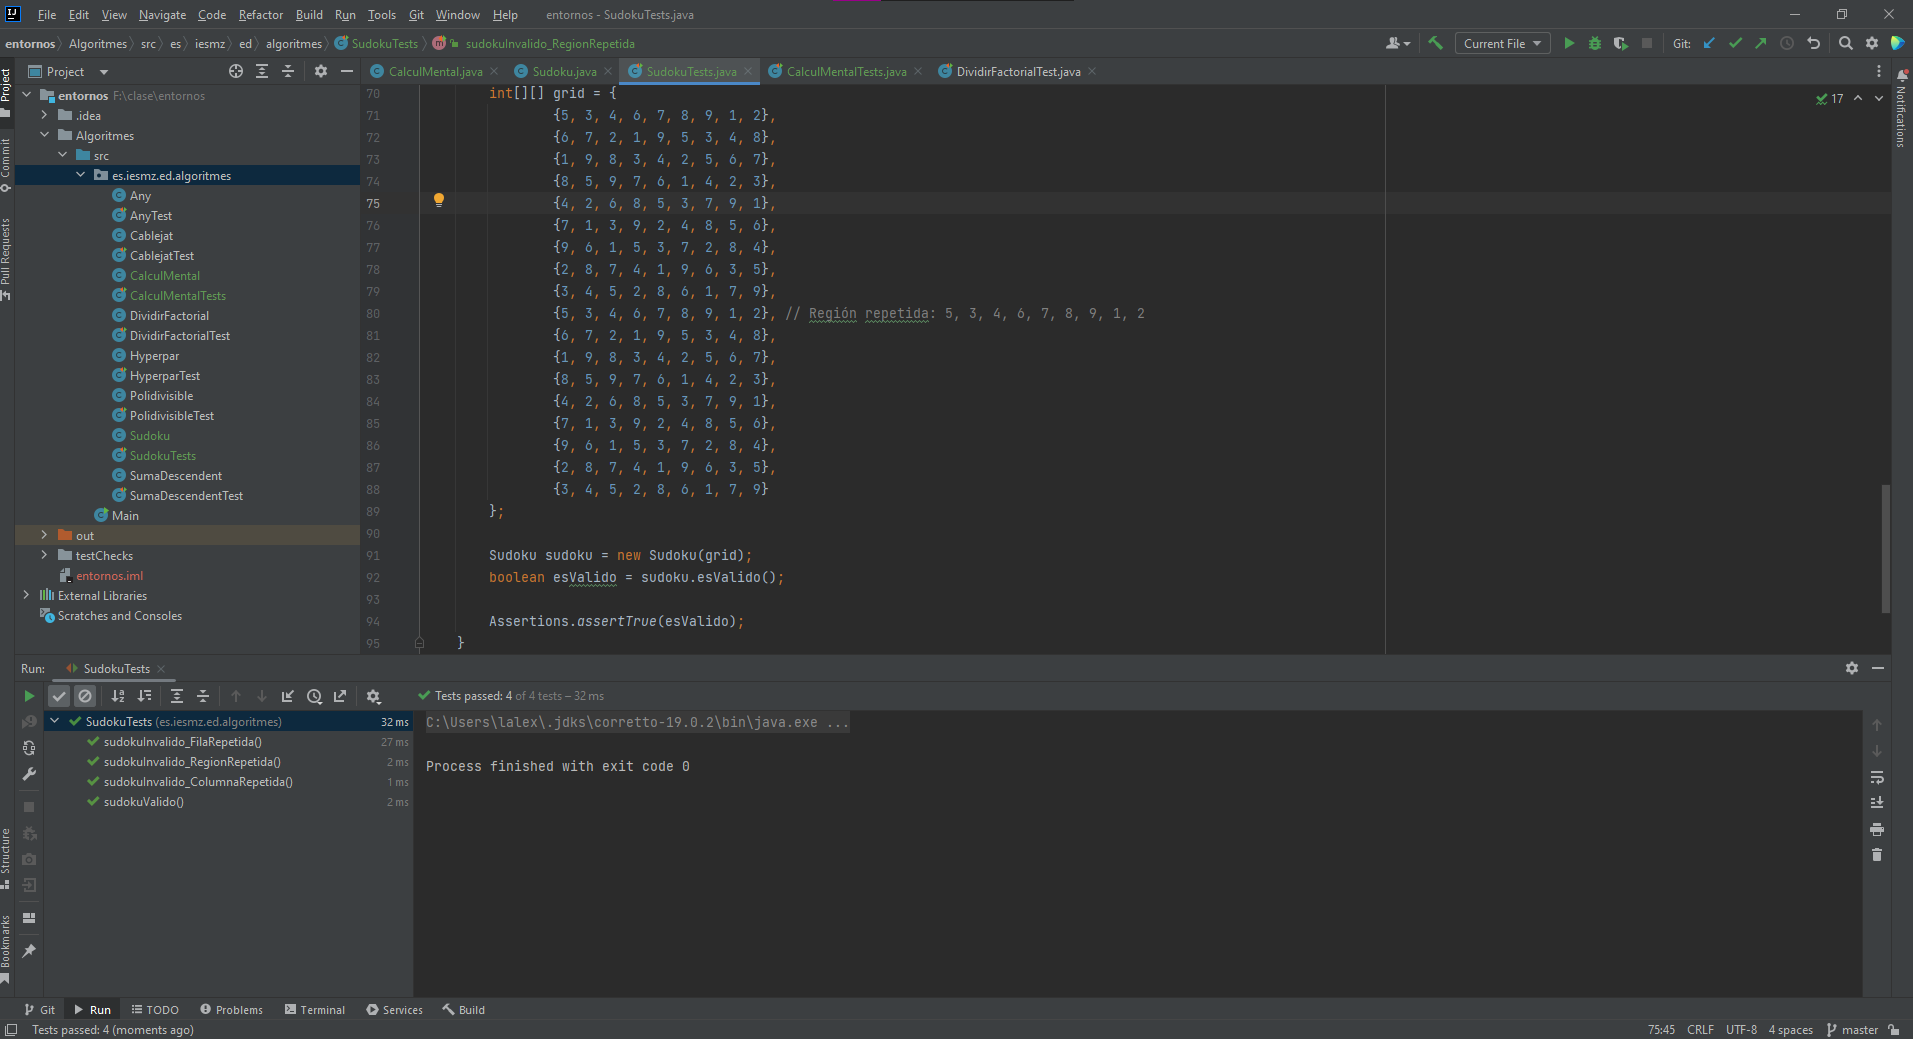 File Edit View Navigate Code Refactor Build Run Tools Git Window Help entornos - SudokuTests.java
entornos Algoritmes src es iesmz ed algoritmes SudokuTests sudokuInvalido_RegionRepetida Current File Git:
Project
CalculMental.java Sudoku.java SudokuTests.java CalculMentalTests.java DividirFactorialTest.java
Project
Commit
Pull Requests
Structure
Bookmarks
Notifications
entornos F:\clase\entornos
.idea
Algoritmes
src
es.iesmz.ed.algoritmes
Any
AnyTest
Cablejat
CablejatTest
CalculMental
CalculMentalTests
DividirFactorial
DividirFactorialTest
Hyperpar
HyperparTest
Polidivisible
PolidivisibleTest
Sudoku
SudokuTests
SumaDescendent
SumaDescendentTest
Main
out
testChecks
entornos.iml
External Libraries
Scratches and Consoles
17
70 int[][] grid = {
71 {5, 3, 4, 6, 7, 8, 9, 1, 2},
72 {6, 7, 2, 1, 9, 5, 3, 4, 8},
73 {1, 9, 8, 3, 4, 2, 5, 6, 7},
74 {8, 5, 9, 7, 6, 1, 4, 2, 3},
75 {4, 2, 6, 8, 5, 3, 7, 9, 1},
76 {7, 1, 3, 9, 2, 4, 8, 5, 6},
77 {9, 6, 1, 5, 3, 7, 2, 8, 4},
78 {2, 8, 7, 4, 1, 9, 6, 3, 5},
79 {3, 4, 5, 2, 8, 6, 1, 7, 9},
80 {5, 3, 4, 6, 7, 8, 9, 1, 2}, // Región repetida: 5, 3, 4, 6, 7, 8, 9, 1, 2
81 {6, 7, 2, 1, 9, 5, 3, 4, 8},
82 {1, 9, 8, 3, 4, 2, 5, 6, 7},
83 {8, 5, 9, 7, 6, 1, 4, 2, 3},
84 {4, 2, 6, 8, 5, 3, 7, 9, 1},
85 {7, 1, 3, 9, 2, 4, 8, 5, 6},
86 {9, 6, 1, 5, 3, 7, 2, 8, 4},
87 {2, 8, 7, 4, 1, 9, 6, 3, 5},
88 {3, 4, 5, 2, 8, 6, 1, 7, 9}
89 };
90
91 Sudoku sudoku = new Sudoku(grid);
92 boolean esValido = sudoku.esValido();
93
94 Assertions.assertTrue(esValido);
95 }
Run: SudokuTests
Tests passed: 4 of 4 tests – 32 ms
SudokuTests (es.iesmz.ed.algoritmes) 32 ms
sudokuInvalido_FilaRepetida() 27 ms
sudokuInvalido_RegionRepetida() 2 ms
sudokuInvalido_ColumnaRepetida() 1 ms
sudokuValido() 2 ms
C:\Users\lalex\.jdks\corretto-19.0.2\bin\java.exe ...
Process finished with exit code 0
Git Run TODO Problems Terminal Services Build
Tests passed: 4 (moments ago) 75:45 CRLF UTF-8 4 spaces master